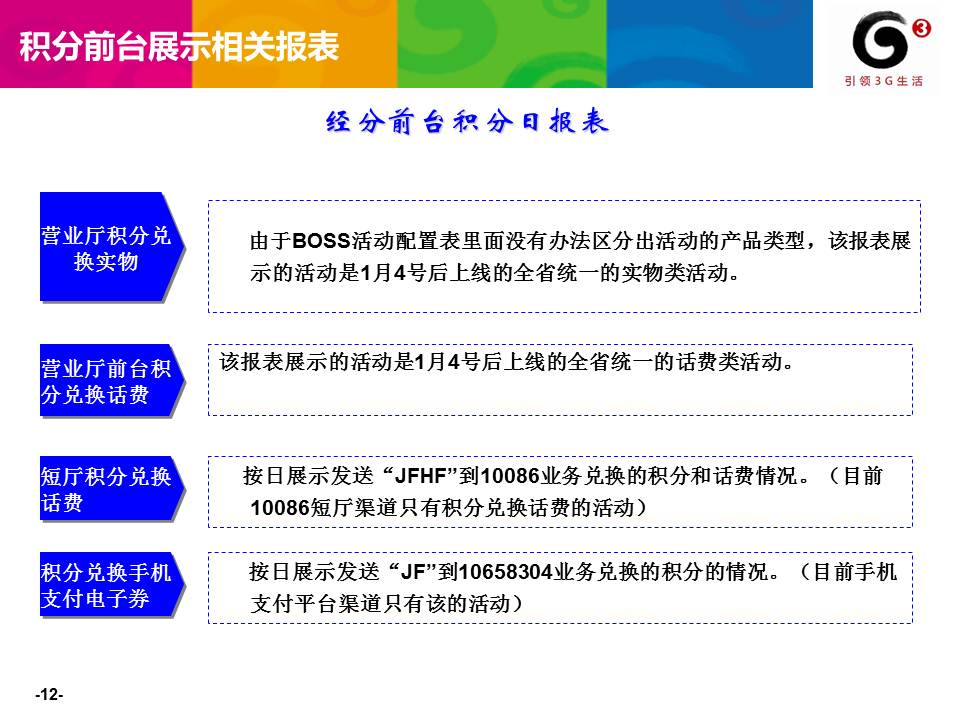 积分前台展示相关报表
3
引领3G生活
经分前台积分日报表
营业厅积分兑
换实物
由于BOSS活动配置表里面没有办法区分出活动的产品类型，该报表展
示的活动是1月4号后上线的全省统一的实物类活动。
营业厅前台积
分兑换话费
该报表展示的活动是1月4号后上线的全省统一的话费类活动。
短厅积分兑换
话费
按日展示发送“JFHF”到10086业务兑换的积分和话费情况。（目前
10086短厅渠道只有积分兑换话费的活动）
积分兑换手机
支付电子券
按日展示发送“JF”到10658304业务兑换的积分的情况。（目前手机
支付平台渠道只有该的活动）
-12-